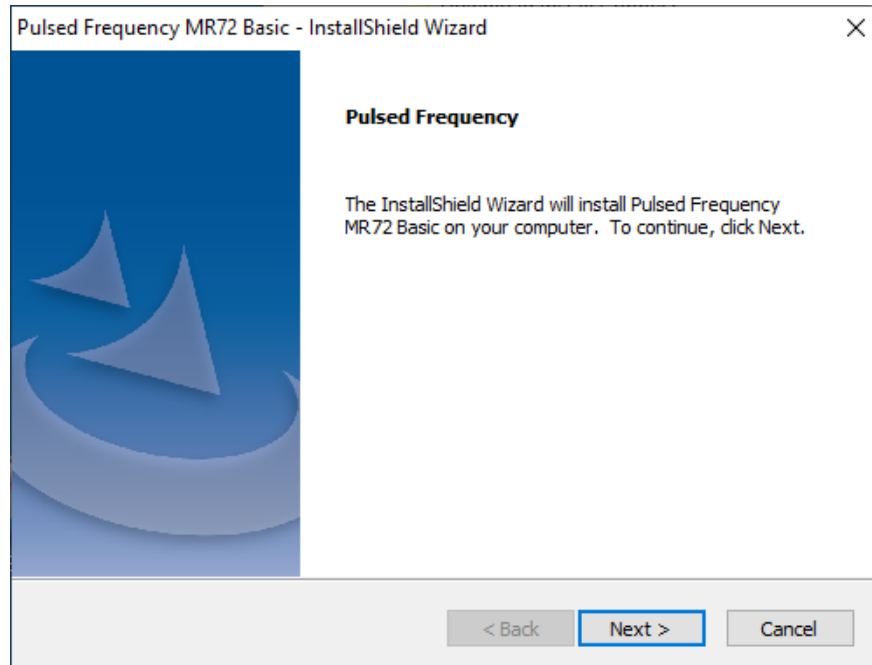 Pulsed Frequency MR72 Basic - InstallShield Wizard
Pulsed Frequency
The InstallShield Wizard will install Pulsed Frequency
MR72 Basic on your computer.  To continue, click Next.
< Back
Next >
Cancel